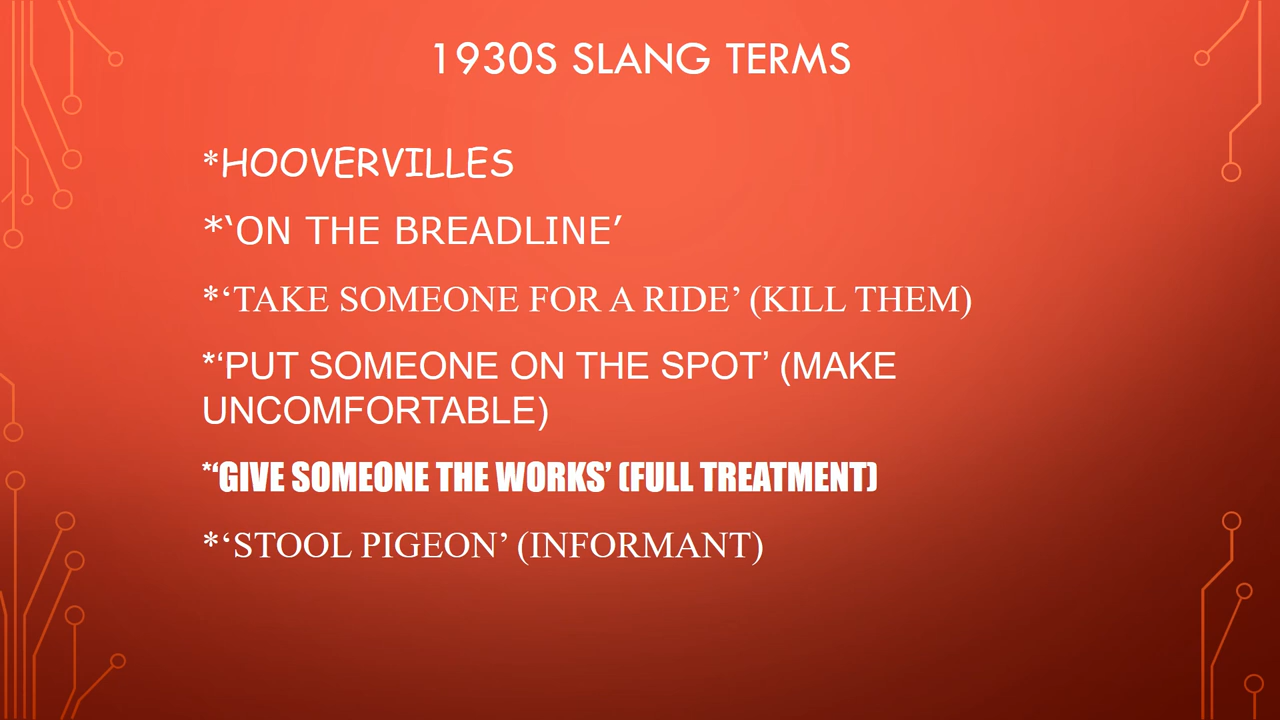 1930S SLANG TERMS
*HOOVERVILLES
*‘ON THE BREADLINE’
*‘TAKE SOMEONE FOR A RIDE’ (KILL THEM)
*‘PUT SOMEONE ON THE SPOT’ (MAKE
UNCOMFORTABLE)
*‘GIVE SOMEONE THE WORKS’ (FULL TREATMENT)
*‘STOOL PIGEON’ (INFORMANT)